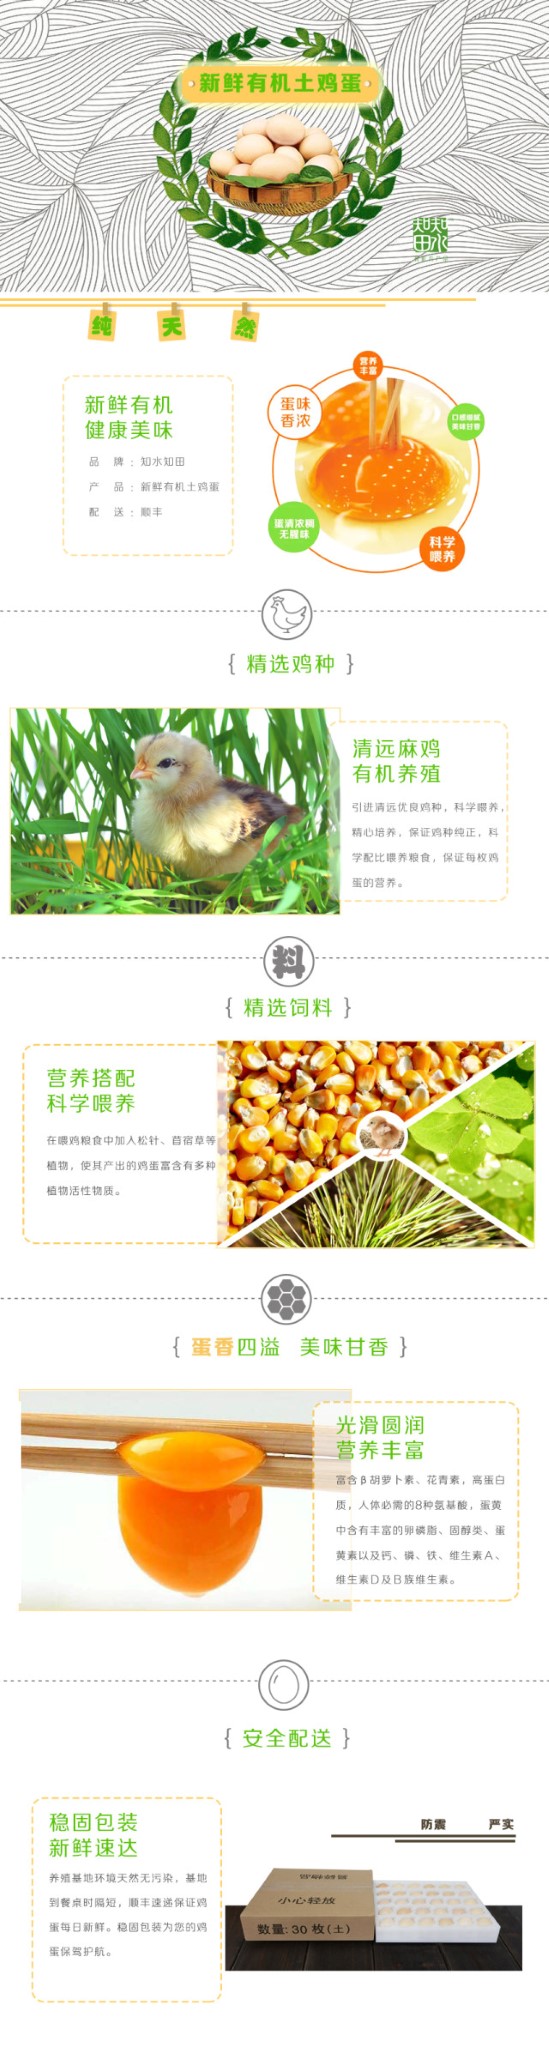 新鲜有机土鸡蛋
知水
知田
纯 天 然
新鲜有机
健康美味
品 牌：知水知田
产 品：新鲜有机土鸡蛋
配 送：顺丰
营养
丰富
蛋味
香浓
美味甘香
蛋清浓稠
无腥味
科学
喂养
{ 精选鸡种 }
清远麻鸡
有机养殖
引进清远优良鸡种，科学喂养，
精心培养，保证鸡种纯正，科
学配比喂养粮食，保证每枚鸡
蛋的营养。
料
{ 精选饲料 }
营养搭配
科学喂养
在喂鸡粮食中加入松针、苜宿草等
植物，使其产出的鸡蛋富含有多种
植物活性物质。
{ 蛋香四溢 美味甘香 }
光滑圆润
营养丰富
富含β胡萝卜素、花青素，高蛋白
质，人体必需的8种氨基酸，蛋黄
中含有丰富的卵磷脂、固醇类、蛋
黄素以及钙、磷、铁、维生素A、
维生素D及B族维生素。
{ 安全配送 }
稳固包装
新鲜速达
养殖基地环境天然无污染，基地
到餐桌时隔短，顺丰速递保证鸡
蛋每日新鲜。稳固包装为您的鸡
蛋保驾护航。
防震 严实
小心轻放
数量:30枚(土)